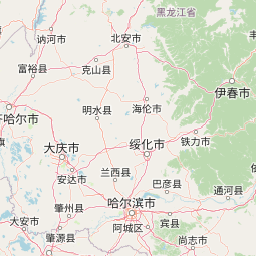 黑龙江省
讷河市
北安市
富裕县
克山县
伊春市
海伦市
明水县
齐哈尔市
绥化市
铁力市
大庆市
兰西县
安达市
巴彦县
通河县
肇州县
哈尔滨市
大安市
阿城区
宾县
肇源县
尚志市